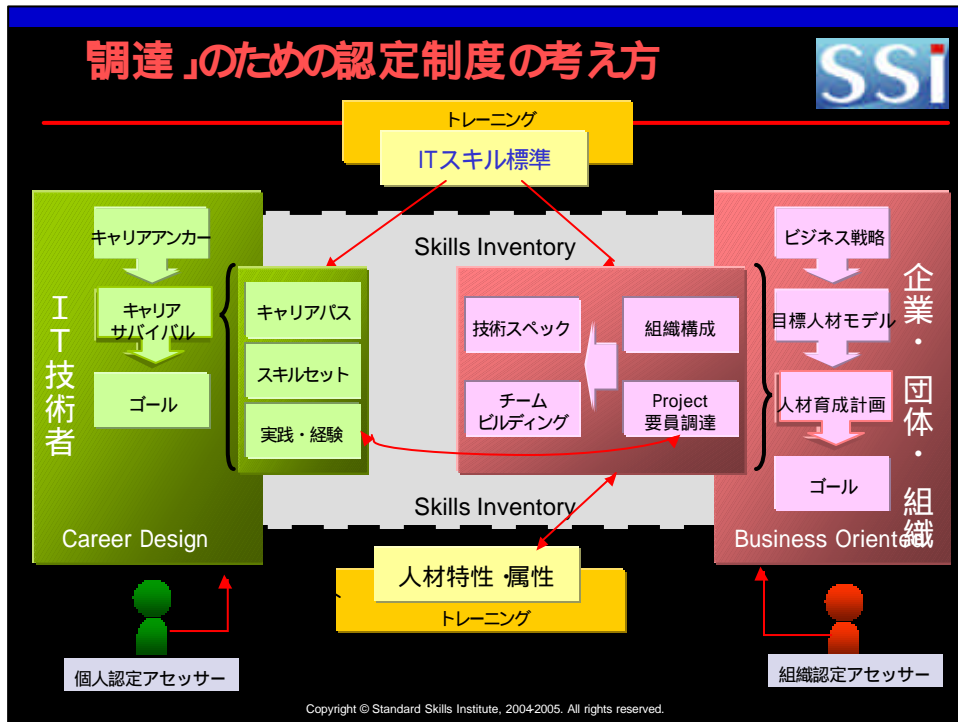 「調達」のための認定制度の考え方
SSi
トレーニング
ITスキル標準
IT技術者
キャリアアンカー
キャリア
サバイバル
ゴール
Career Design
キャリアパス
スキルセット
実践・経験
Skills Inventory
技術スペック
組織構成
チーム
ビルディング
Project
要員調達
Skills Inventory
ビジネス戦略
目標人材モデル
人材育成計画
ゴール
企業・団体・組織
Business Oriented
人材特性・属性
トレーニング
個人認定アセッサー
組織認定アセッサー
Copyright © Standard Skills Institute, 2004-2005. All rights reserved.